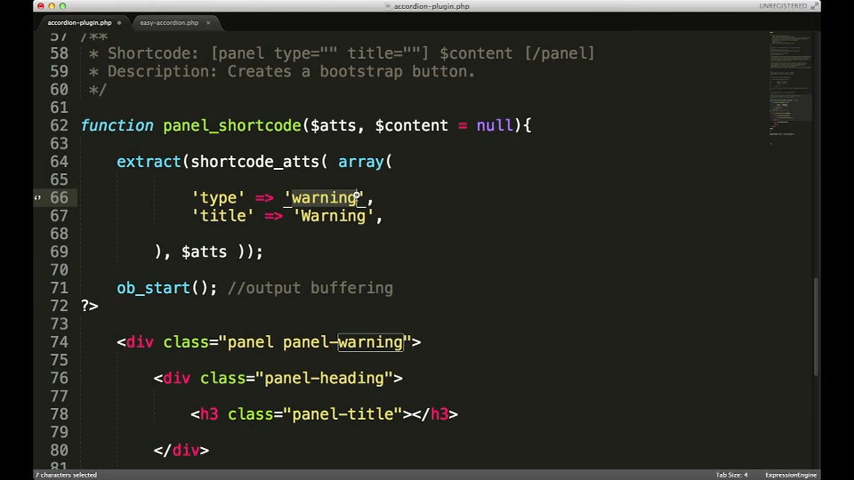 accordion-plugin.php
UNREGISTERED
accordion-plugin.php
easy-accordion.php
57 /**
58 * Shortcode: [panel type="" title=""] $content [/panel]
59 * Description: Creates a bootstrap button.
60 */
61
62 function panel_shortcode($atts, $content = null){
63
64 extract(shortcode_atts( array(
65
66 'type' => 'warning',
67 'title' => 'Warning',
68
69 ), $atts ));
70
71 ob_start(); //output buffering
72 ?>
73
74 <div class="panel panel-warning">
75
76 <div class="panel-heading">
77
78 <h3 class="panel-title"></h3>
79
80 </div>
81
7 characters selected
Tab Size: 4
ExpressionEngine